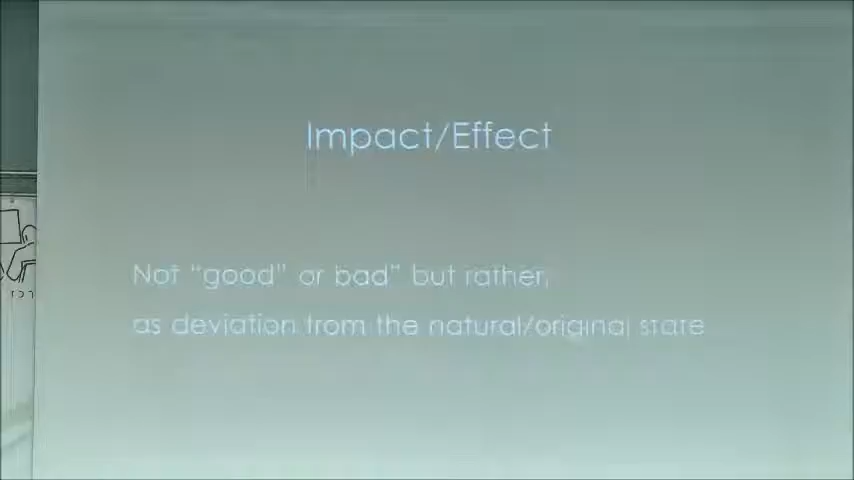 Impact/Effect
Not “good” or bad” but rather,
as deviation from the natural/original state